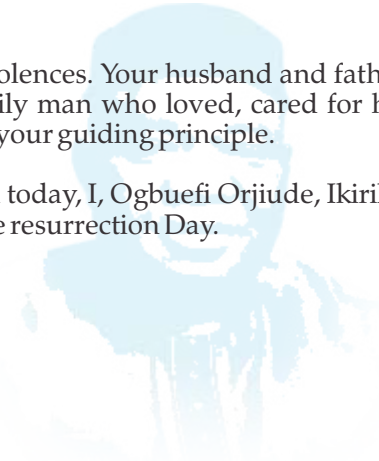 olences. Your husband and fath
ily man who loved, cared for h
your guiding principle.
today, I, Ogbuefi Orjiude, Ikiril
e resurrection Day.